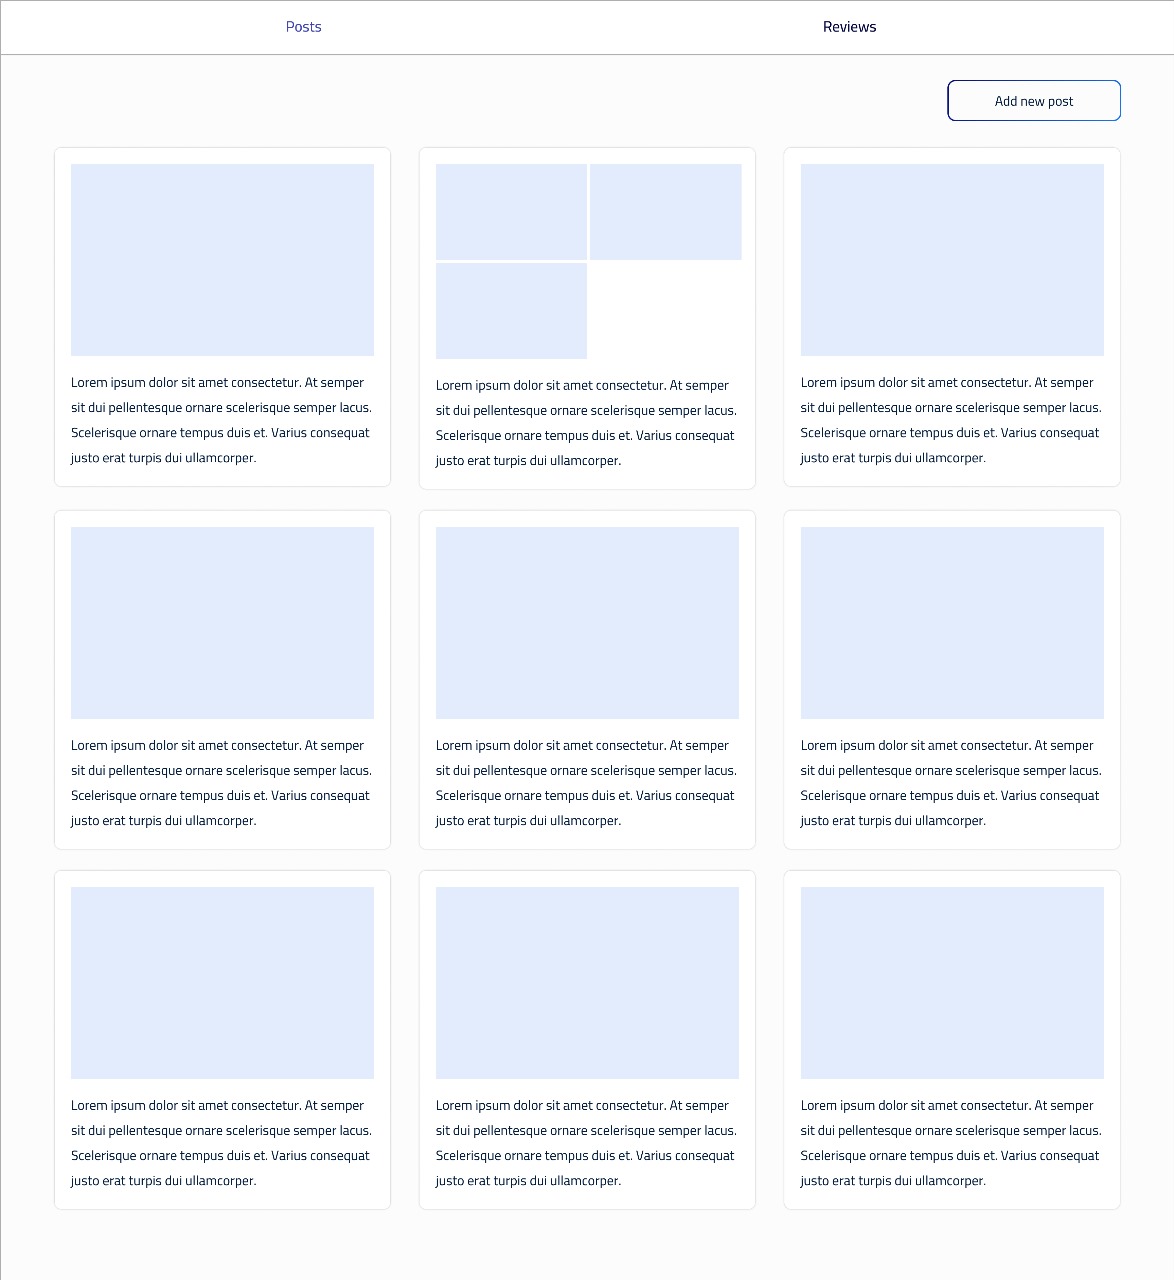 Posts
Reviews
Add new post
Lorem ipsum dolor sit amet consectetur. At semper
sit dui pellentesque ornare scelerisque semper lacus.
Scelerisque ornare tempus duis et. Varius consequat
justo erat turpis dui ullamcorper.
Lorem ipsum dolor sit amet consectetur. At semper
sit dui pellentesque ornare scelerisque semper lacus.
Scelerisque ornare tempus duis et. Varius consequat
justo erat turpis dui ullamcorper.
Lorem ipsum dolor sit amet consectetur. At semper
sit dui pellentesque ornare scelerisque semper lacus.
Scelerisque ornare tempus duis et. Varius consequat
justo erat turpis dui ullamcorper.
Lorem ipsum dolor sit amet consectetur. At semper
sit dui pellentesque ornare scelerisque semper lacus.
Scelerisque ornare tempus duis et. Varius consequat
justo erat turpis dui ullamcorper.
Lorem ipsum dolor sit amet consectetur. At semper
sit dui pellentesque ornare scelerisque semper lacus.
Scelerisque ornare tempus duis et. Varius consequat
justo erat turpis dui ullamcorper.
Lorem ipsum dolor sit amet consectetur. At semper
sit dui pellentesque ornare scelerisque semper lacus.
Scelerisque ornare tempus duis et. Varius consequat
justo erat turpis dui ullamcorper.
Lorem ipsum dolor sit amet consectetur. At semper
sit dui pellentesque ornare scelerisque semper lacus.
Scelerisque ornare tempus duis et. Varius consequat
justo erat turpis dui ullamcorper.
Lorem ipsum dolor sit amet consectetur. At semper
sit dui pellentesque ornare scelerisque semper lacus.
Scelerisque ornare tempus duis et. Varius consequat
justo erat turpis dui ullamcorper.
Lorem ipsum dolor sit amet consectetur. At semper
sit dui pellentesque ornare scelerisque semper lacus.
Scelerisque ornare tempus duis et. Varius consequat
justo erat turpis dui ullamcorper.